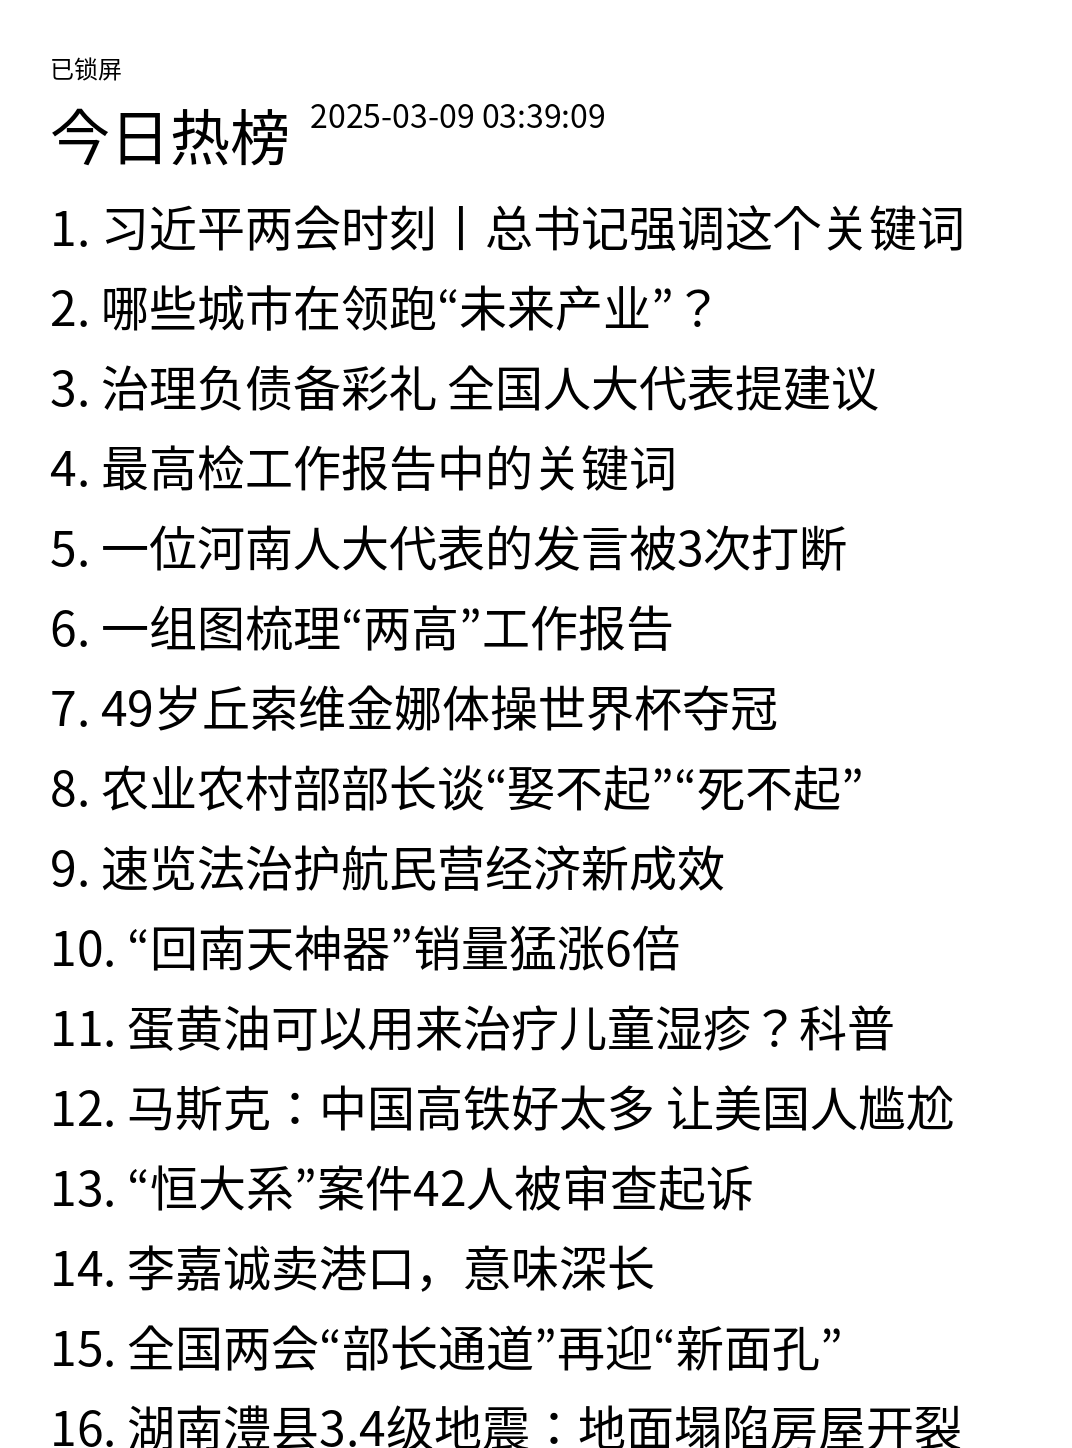 已锁屏
今日热榜 2025-03-09 03:39:09
1. 习近平两会时刻丨总书记强调这个关键词
2. 哪些城市在领跑“未来产业”？
3. 治理负债备彩礼 全国人大代表提建议
4. 最高检工作报告中的关键词
5. 一位河南人大代表的发言被3次打断
6. 一组图梳理“两高”工作报告
7. 49岁丘索维金娜体操世界杯夺冠
8. 农业农村部部长谈“娶不起”“死不起”
9. 速览法治护航民营经济新成效
10. “回南天神器”销量猛涨6倍
11. 蛋黄油可以用来治疗儿童湿疹？科普
12. 马斯克：中国高铁好太多 让美国人尴尬
13. “恒大系”案件42人被审查起诉
14. 李嘉诚卖港口，意味深长
15. 全国两会“部长通道”再迎“新面孔”
16. 湖南澧县3.4级地震：地面塌陷房屋开裂